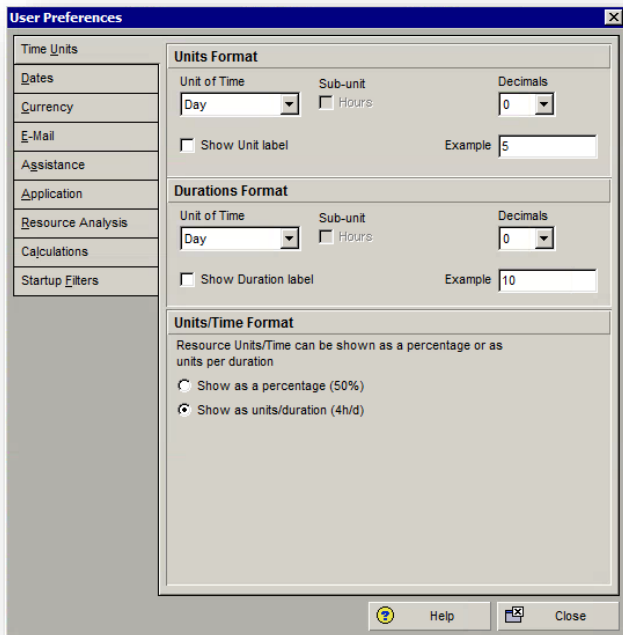 User Preferences
Time Units
Dates
Currency
E-Mail
Assistance
Application
Resource Analysis
Calculations
Startup Filters
Units Format
Unit of Time Sub-unit Decimals
Day Hours 0
Show Unit label Example 5
Durations Format
Unit of Time Sub-unit Decimals
Day Hours 0
Show Duration label Example 10
Units/Time Format
Resource Units/Time can be shown as a percentage or as
units per duration
Show as a percentage (50%)
Show as units/duration (4h/d)
Help Close